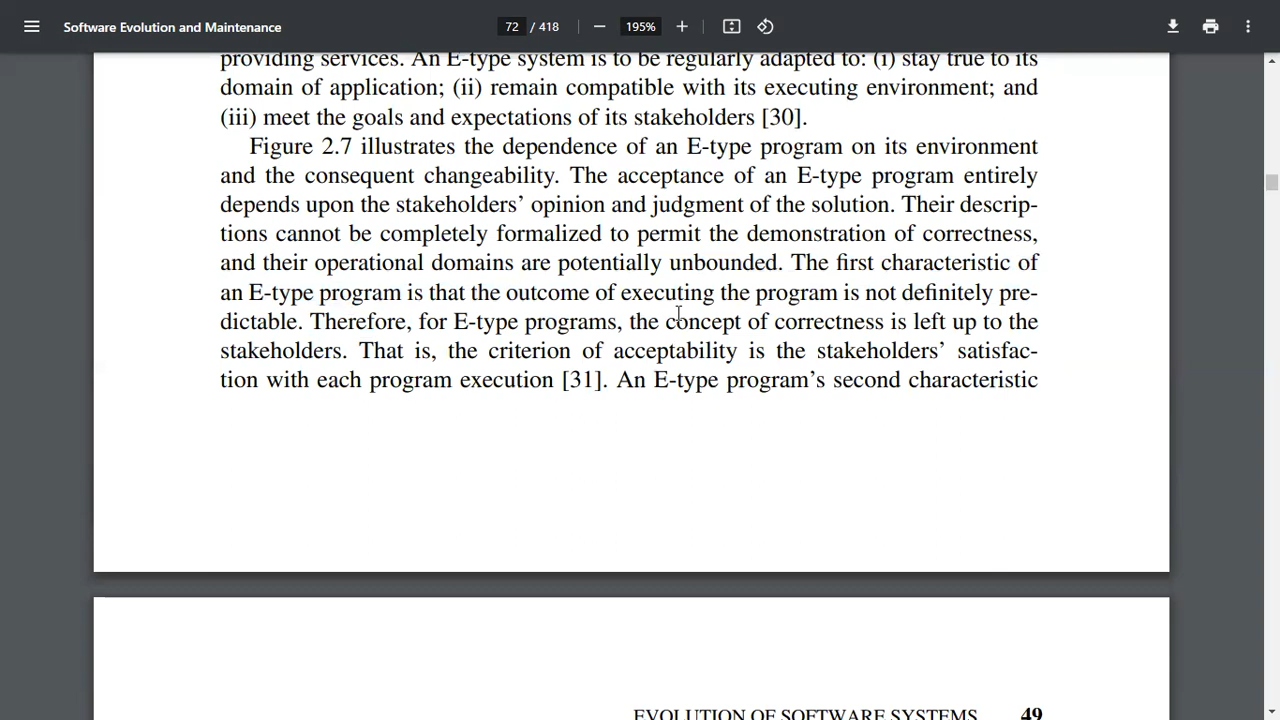 Software Evolution and Maintenance
72 / 418
195%
providing services. An E-type system is to be regularly adapted to: (i) stay true to its
domain of application; (ii) remain compatible with its executing environment; and
(iii) meet the goals and expectations of its stakeholders [30].
Figure 2.7 illustrates the dependence of an E-type program on its environment
and the consequent changeability. The acceptance of an E-type program entirely
depends upon the stakeholders’ opinion and judgment of the solution. Their descrip-
tions cannot be completely formalized to permit the demonstration of correctness,
and their operational domains are potentially unbounded. The first characteristic of
an E-type program is that the outcome of executing the program is not definitely pre-
dictable. Therefore, for E-type programs, the concept of correctness is left up to the
stakeholders. That is, the criterion of acceptability is the stakeholders’ satisfac-
tion with each program execution [31]. An E-type program’s second characteristic
EVOLUTION OF SOFTWARE SYSTEMS 49